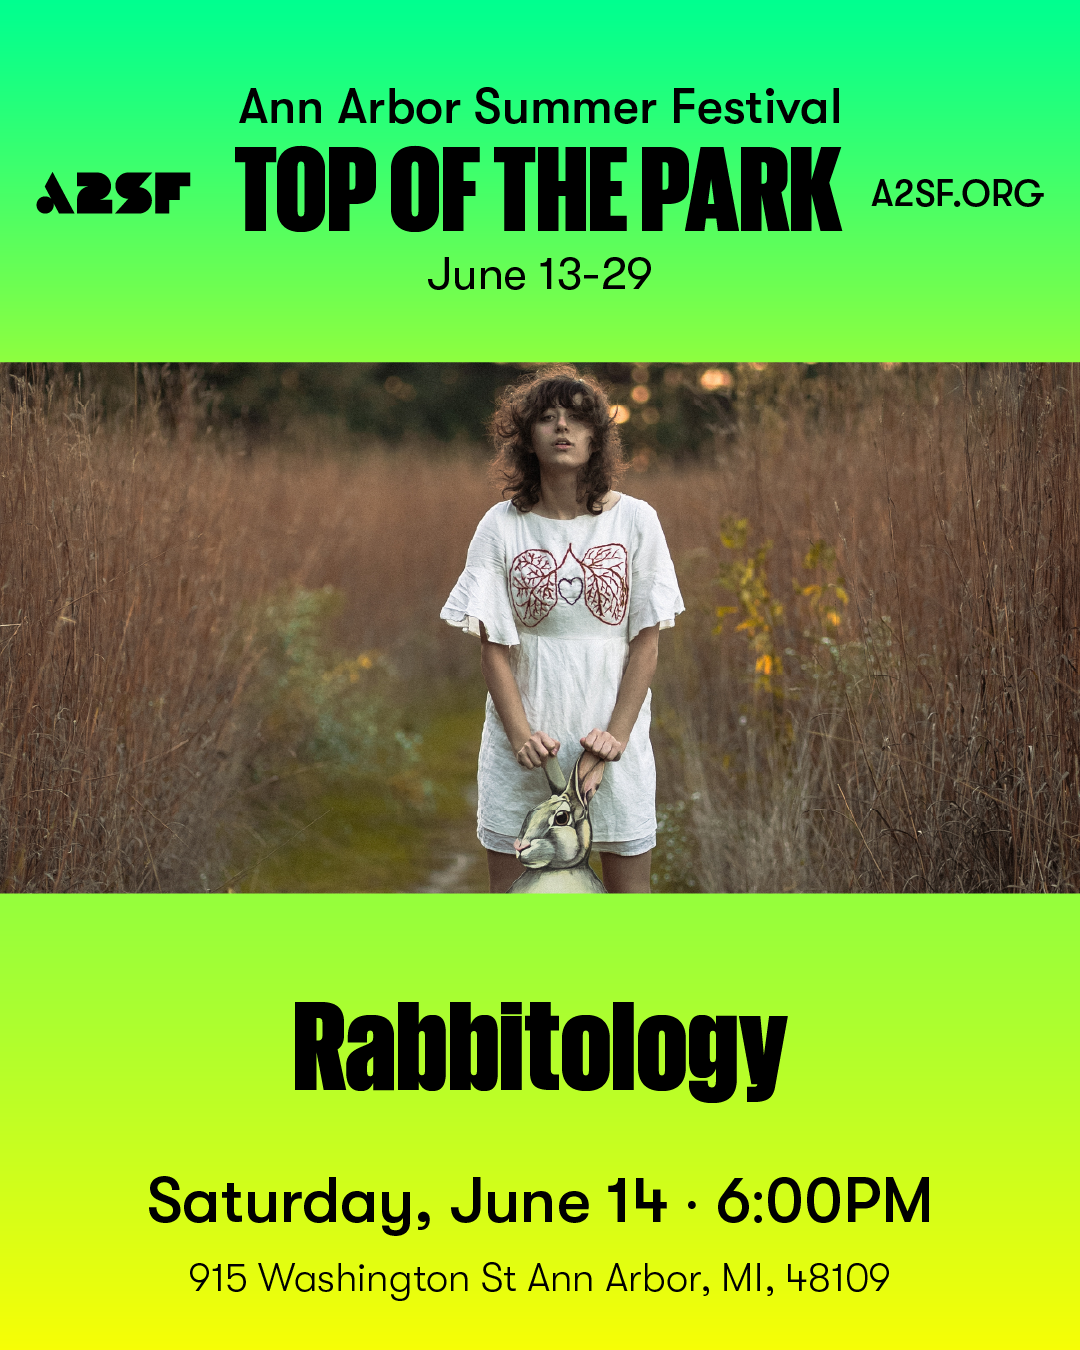 Ann Arbor Summer Festival
A2SF
TOP OF THE PARK
A2SF.ORG
June 13-29
Rabbitology
Saturday, June 14 · 6:00PM
915 Washington St Ann Arbor, MI, 48109